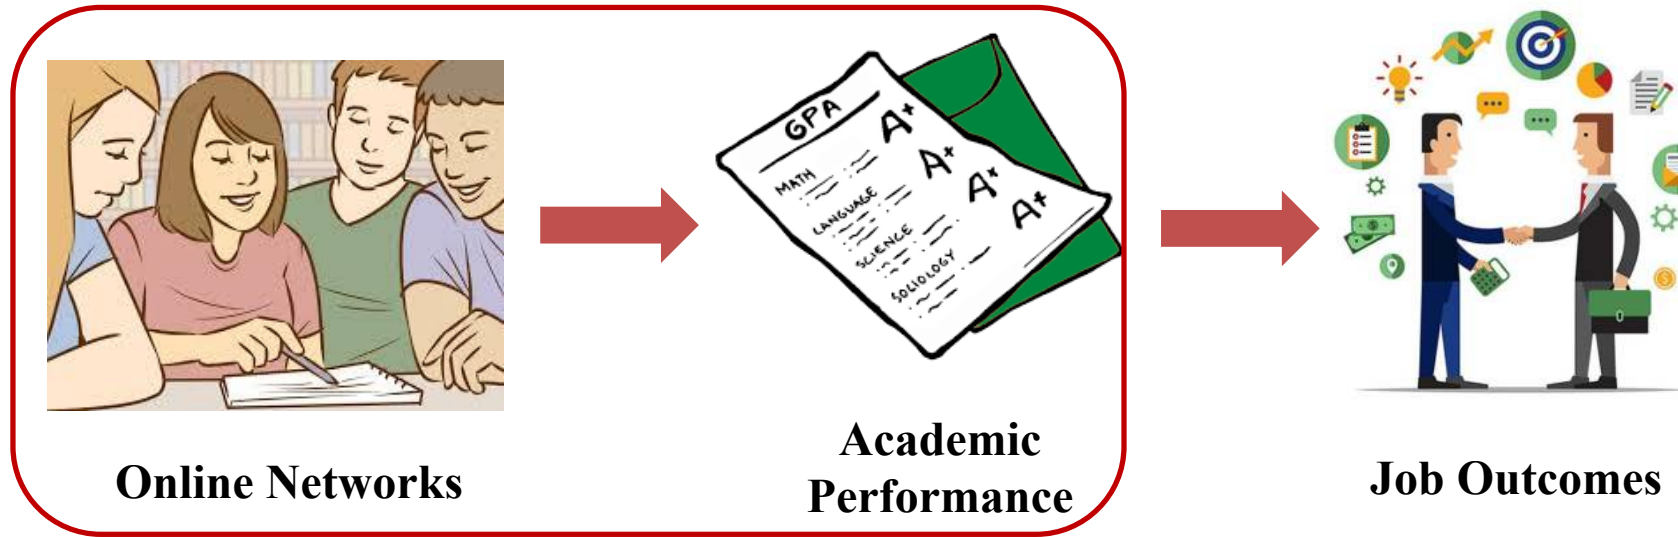 GPA
MATH A+
LANGUAGE A+
SCIENCE A+
SOLIOLOGY A+
Online Networks
Academic
Performance
Job Outcomes